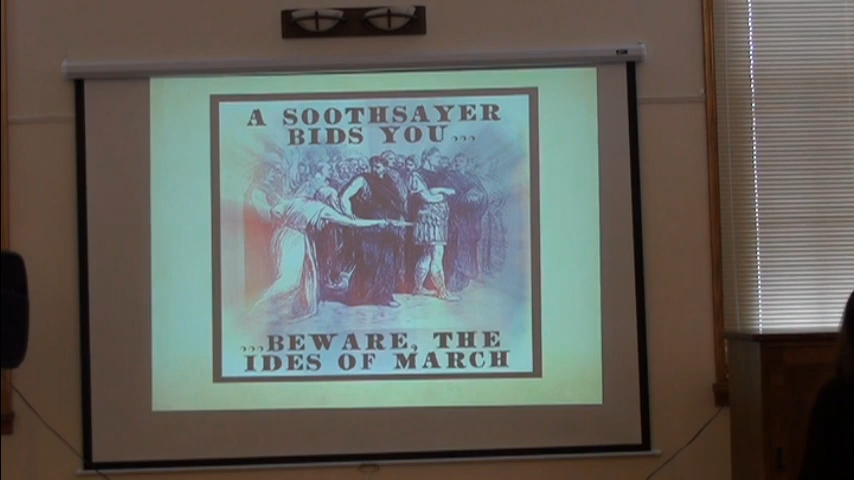 A SOOTHSAYER
BIDS YOU ...
...BEWARE, THE
IDES OF MARCH